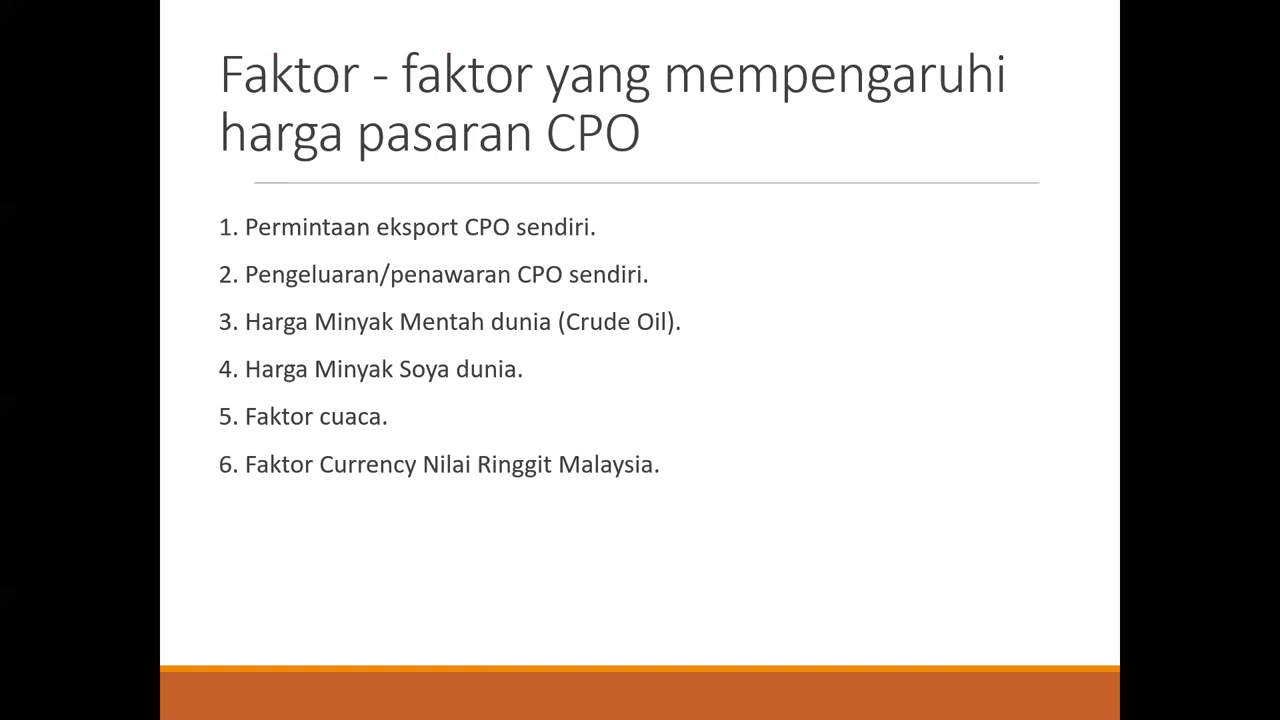 Faktor - faktor yang mempengaruhi
harga pasaran CPO
1. Permintaan eksport CPO sendiri.
2. Pengeluaran/penawaran CPO sendiri.
3. Harga Minyak Mentah dunia (Crude Oil).
4. Harga Minyak Soya dunia.
5. Faktor cuaca.
6. Faktor Currency Nilai Ringgit Malaysia.